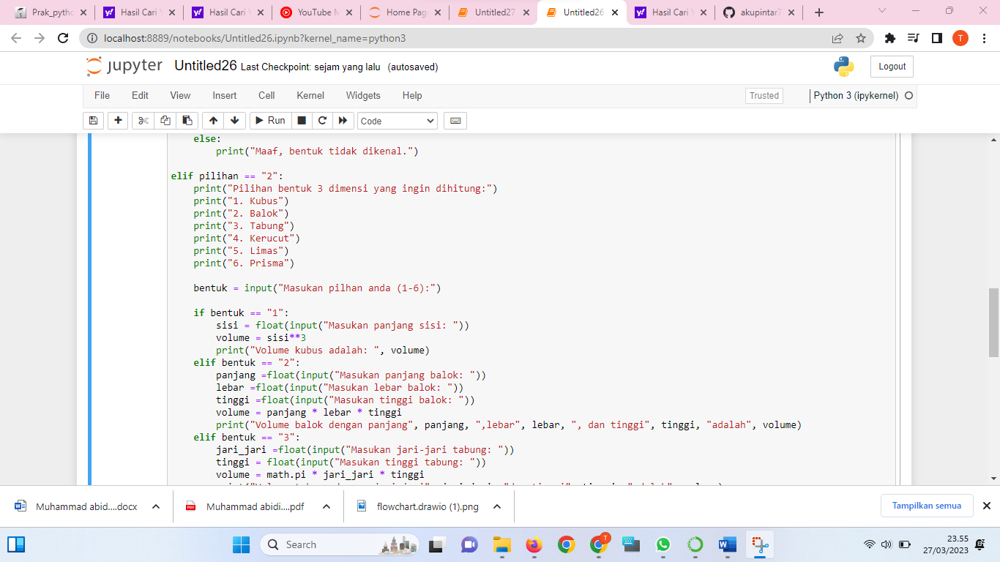 Prak_pytho
Hasil Cari Y
Hasil Cari Y
YouTube M
Home Page
Untitled27
Untitled26
Hasil Cari Y
akupintar7
localhost:8889/notebooks/Untitled26.ipynb?kernel_name=python3
T
jupyter Untitled26 Last Checkpoint: sejam yang lalu (autosaved)
Logout
File Edit View Insert Cell Kernel Widgets Help
Trusted
Python 3 (ipykernel)
Run
Code
else:
print("Maaf, bentuk tidak dikenal.")
elif pilihan == "2":
print("Pilihan bentuk 3 dimensi yang ingin dihitung:")
print("1. Kubus")
print("2. Balok")
print("3. Tabung")
print("4. Kerucut")
print("5. Limas")
print("6. Prisma")
bentuk = input("Masukan pilhan anda (1-6):")
if bentuk == "1":
sisi = float(input("Masukan panjang sisi: "))
volume = sisi**3
print("Volume kubus adalah: ", volume)
elif bentuk == "2":
panjang =float(input("Masukan panjang balok: "))
lebar =float(input("Masukan lebar balok: "))
tinggi =float(input("Masukan tinggi balok: "))
volume = panjang * lebar * tinggi
print("Volume balok dengan panjang", panjang, ",lebar", lebar, ", dan tinggi", tinggi, "adalah", volume)
elif bentuk == "3":
jari_jari =float(input("Masukan jari-jari tabung: "))
tinggi = float(input("Masukan tinggi tabung: "))
volume = math.pi * jari_jari * tinggi
Muhammad abid....docx
Muhammad abidi....pdf
flowchart.drawio (1).png
Tampilkan semua
Search
T
23.55
27/03/2023